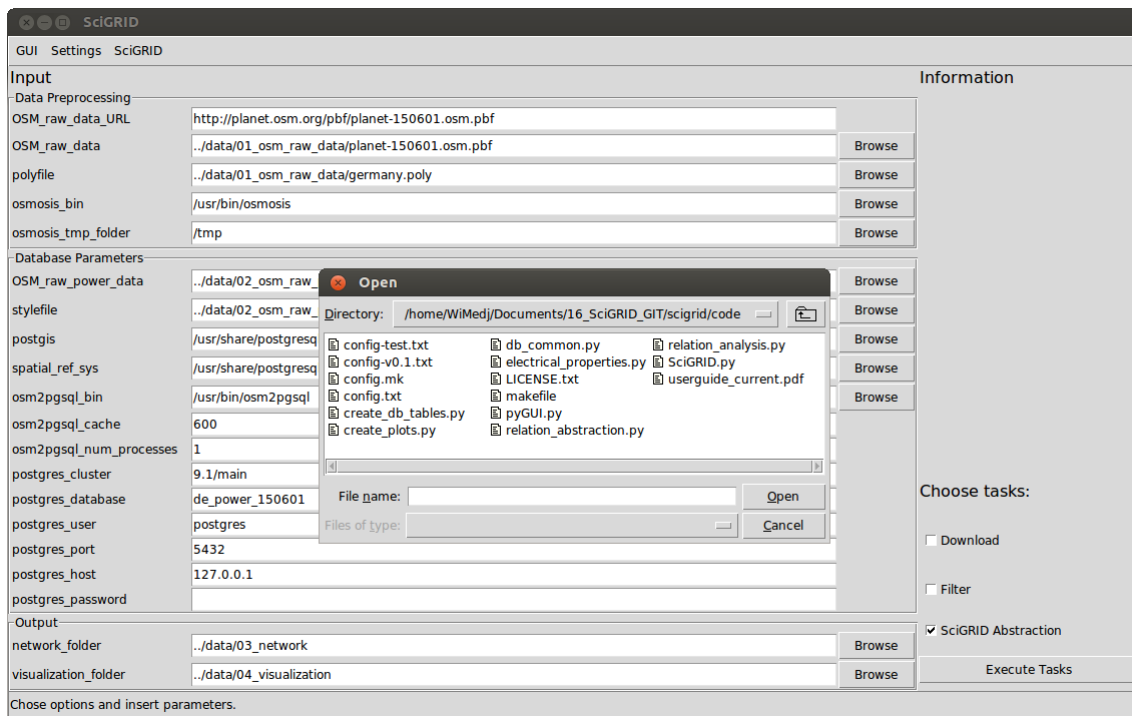 SciGRID
GUI Settings SciGRID
Input
Data Preprocessing
OSM_raw_data_URL http://planet.osm.org/pbf/planet-150601.osm.pbf
OSM_raw_data ../data/01_osm_raw_data/planet-150601.osm.pbf Browse
polyfile ../data/01_osm_raw_data/germany.poly Browse
osmosis_bin /usr/bin/osmosis Browse
osmosis_tmp_folder /tmp Browse
Database Parameters
OSM_raw_power_data ../data/02_osm_raw_ Browse
stylefile ../data/02_osm_raw_ Browse
postgis /usr/share/postgresq Browse
spatial_ref_sys /usr/share/postgresq Browse
osm2pgsql_bin /usr/bin/osm2pgsql Browse
osm2pgsql_cache 600
osm2pgsql_num_processes 1
postgres_cluster 9.1/main
postgres_database de_power_150601
postgres_user postgres
postgres_port 5432
postgres_host 127.0.0.1
postgres_password
Output
network_folder ../data/03_network Browse
visualization_folder ../data/04_visualization Browse
Chose options and insert parameters.
Open
Directory: /home/WiMedj/Documents/16_SciGRID_GIT/scigrid/code
config-test.txt db_common.py relation_analysis.py
config-v0.1.txt electrical_properties.py SciGRID.py
config.mk LICENSE.txt userguide_current.pdf
config.txt makefile
create_db_tables.py pyGUI.py
create_plots.py relation_abstraction.py
File name: Open
Files of type: Cancel
Information
Choose tasks:
Download
Filter
SciGRID Abstraction
Execute Tasks